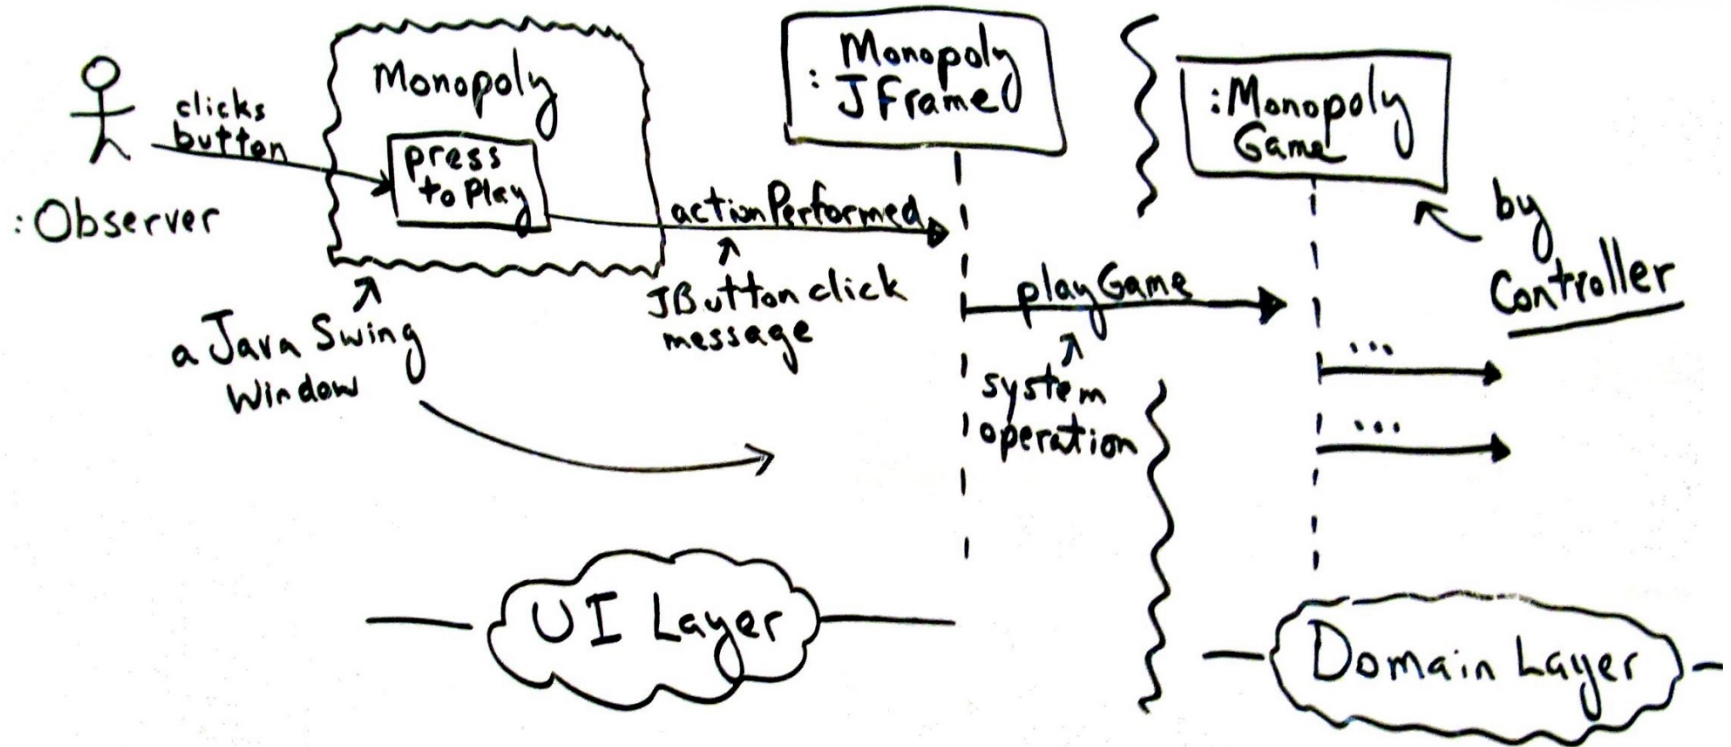 clicks
button
:Observer
Monopoly
press
to Play
a Java Swing
Window
actionPerformed
JButton click
message
Monopoly
: JFrame
playGame
system
operation
:Monopoly
Game
by
Controller
...
...
UI Layer
Domain Layer